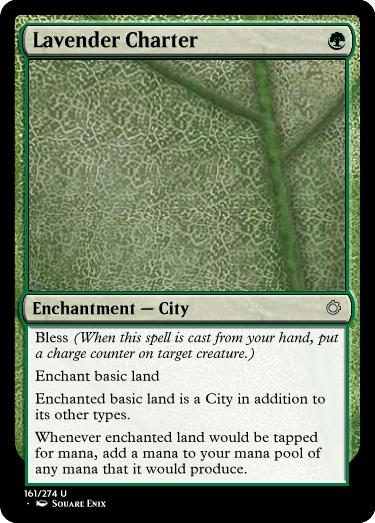 Lavender Charter
Enchantment — City
Bless (When this spell is cast from your hand, put
a charge counter on target creature.)
Enchant basic land
Enchanted basic land is a City in addition to
its other types.
Whenever enchanted land would be tapped
for mana, add a mana to your mana pool of
any mana that it would produce.
161/274 U
· Square Enix